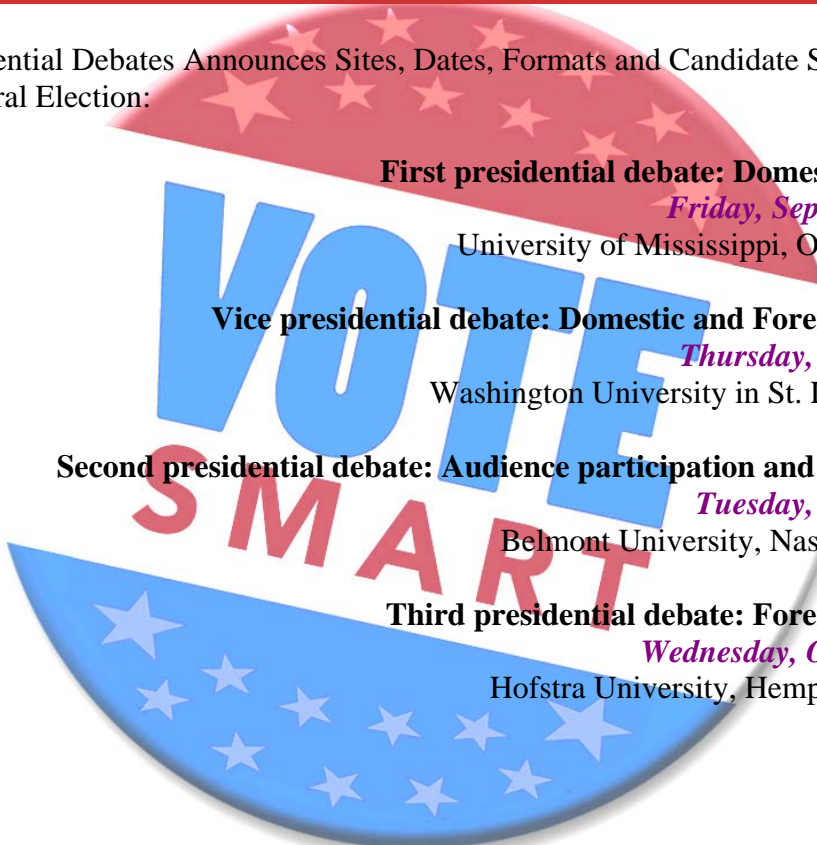 ential Debates Announces Sites, Dates, Formats and Candidate S
ral Election:
First presidential debate: Domes
Friday, Sep
University of Mississippi, O
Vice presidential debate: Domestic and Fore
Thursday,
Washington University in St. L
Second presidential debate: Audience participation and
Tuesday,
Belmont University, Nas
Third presidential debate: Fore
Wednesday, O
Hofstra University, Hemp
VOTE
SMART